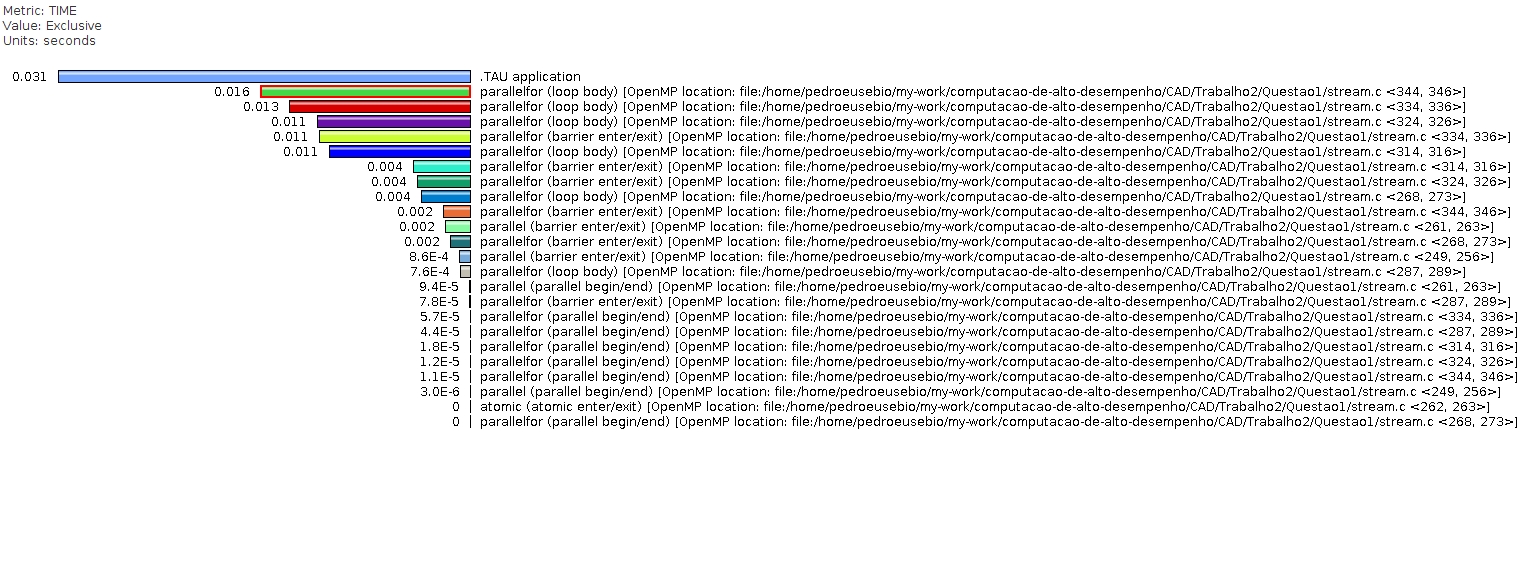 Metric: TIME
Value: Exclusive
Units: seconds
0.031 .TAU application
0.016 parallelfor (loop body) [OpenMP location: file:/home/pedroeusebio/my-work/computacao-de-alto-desempenho/CAD/Trabalho2/Questao1/stream.c <344, 346>]
0.013 parallelfor (loop body) [OpenMP location: file:/home/pedroeusebio/my-work/computacao-de-alto-desempenho/CAD/Trabalho2/Questao1/stream.c <334, 336>]
0.011 parallelfor (loop body) [OpenMP location: file:/home/pedroeusebio/my-work/computacao-de-alto-desempenho/CAD/Trabalho2/Questao1/stream.c <324, 326>]
0.011 parallelfor (barrier enter/exit) [OpenMP location: file:/home/pedroeusebio/my-work/computacao-de-alto-desempenho/CAD/Trabalho2/Questao1/stream.c <334, 336>]
0.011 parallelfor (loop body) [OpenMP location: file:/home/pedroeusebio/my-work/computacao-de-alto-desempenho/CAD/Trabalho2/Questao1/stream.c <314, 316>]
0.004 parallelfor (barrier enter/exit) [OpenMP location: file:/home/pedroeusebio/my-work/computacao-de-alto-desempenho/CAD/Trabalho2/Questao1/stream.c <314, 316>]
0.004 parallelfor (barrier enter/exit) [OpenMP location: file:/home/pedroeusebio/my-work/computacao-de-alto-desempenho/CAD/Trabalho2/Questao1/stream.c <324, 326>]
0.004 parallelfor (loop body) [OpenMP location: file:/home/pedroeusebio/my-work/computacao-de-alto-desempenho/CAD/Trabalho2/Questao1/stream.c <268, 273>]
0.002 parallelfor (barrier enter/exit) [OpenMP location: file:/home/pedroeusebio/my-work/computacao-de-alto-desempenho/CAD/Trabalho2/Questao1/stream.c <344, 346>]
0.002 parallel (barrier enter/exit) [OpenMP location: file:/home/pedroeusebio/my-work/computacao-de-alto-desempenho/CAD/Trabalho2/Questao1/stream.c <261, 263>]
0.002 parallelfor (barrier enter/exit) [OpenMP location: file:/home/pedroeusebio/my-work/computacao-de-alto-desempenho/CAD/Trabalho2/Questao1/stream.c <268, 273>]
8.6E-4 parallel (barrier enter/exit) [OpenMP location: file:/home/pedroeusebio/my-work/computacao-de-alto-desempenho/CAD/Trabalho2/Questao1/stream.c <249, 256>]
7.6E-4 parallelfor (loop body) [OpenMP location: file:/home/pedroeusebio/my-work/computacao-de-alto-desempenho/CAD/Trabalho2/Questao1/stream.c <287, 289>]
9.4E-5 parallel (parallel begin/end) [OpenMP location: file:/home/pedroeusebio/my-work/computacao-de-alto-desempenho/CAD/Trabalho2/Questao1/stream.c <261, 263>]
7.8E-5 parallelfor (barrier enter/exit) [OpenMP location: file:/home/pedroeusebio/my-work/computacao-de-alto-desempenho/CAD/Trabalho2/Questao1/stream.c <287, 289>]
5.7E-5 parallelfor (parallel begin/end) [OpenMP location: file:/home/pedroeusebio/my-work/computacao-de-alto-desempenho/CAD/Trabalho2/Questao1/stream.c <334, 336>]
4.4E-5 parallelfor (parallel begin/end) [OpenMP location: file:/home/pedroeusebio/my-work/computacao-de-alto-desempenho/CAD/Trabalho2/Questao1/stream.c <287, 289>]
1.8E-5 parallelfor (parallel begin/end) [OpenMP location: file:/home/pedroeusebio/my-work/computacao-de-alto-desempenho/CAD/Trabalho2/Questao1/stream.c <314, 316>]
1.2E-5 parallelfor (parallel begin/end) [OpenMP location: file:/home/pedroeusebio/my-work/computacao-de-alto-desempenho/CAD/Trabalho2/Questao1/stream.c <324, 326>]
1.1E-5 parallelfor (parallel begin/end) [OpenMP location: file:/home/pedroeusebio/my-work/computacao-de-alto-desempenho/CAD/Trabalho2/Questao1/stream.c <344, 346>]
3.0E-6 parallel (parallel begin/end) [OpenMP location: file:/home/pedroeusebio/my-work/computacao-de-alto-desempenho/CAD/Trabalho2/Questao1/stream.c <249, 256>]
0 atomic (atomic enter/exit) [OpenMP location: file:/home/pedroeusebio/my-work/computacao-de-alto-desempenho/CAD/Trabalho2/Questao1/stream.c <262, 263>]
0 parallelfor (parallel begin/end) [OpenMP location: file:/home/pedroeusebio/my-work/computacao-de-alto-desempenho/CAD/Trabalho2/Questao1/stream.c <268, 273>]